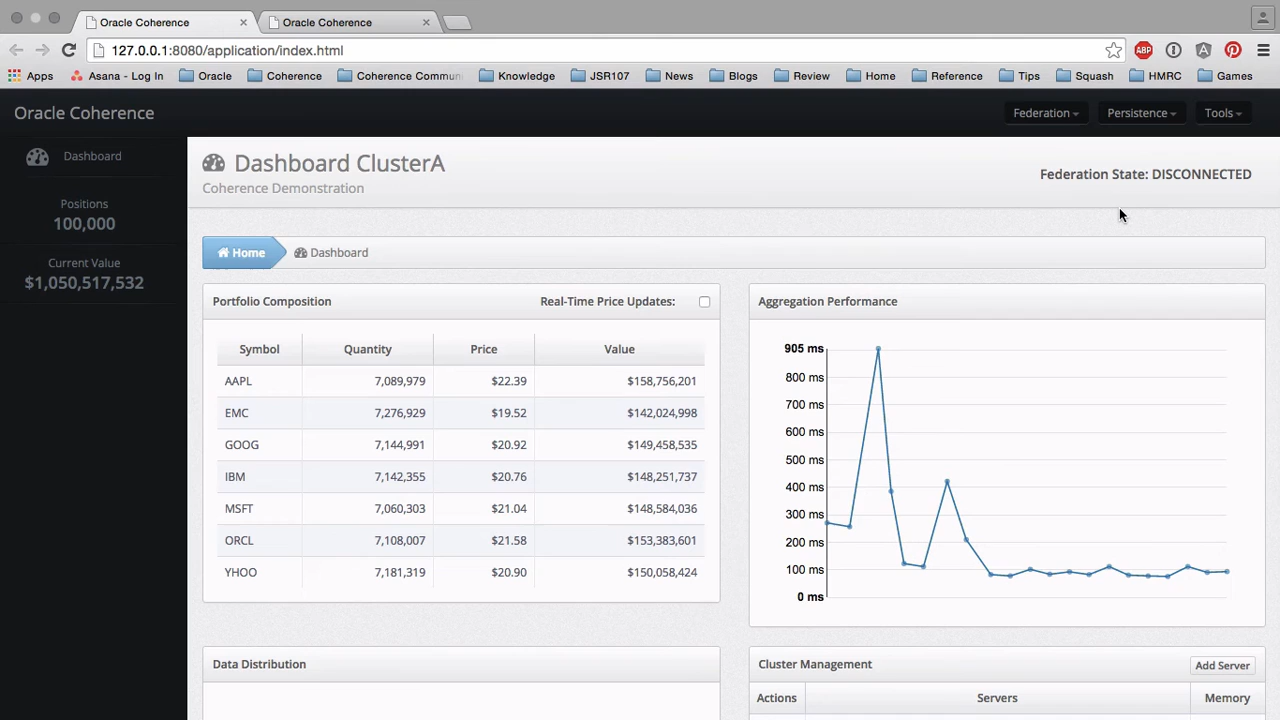 Oracle Coherence
Oracle Coherence
127.0.0.1:8080/application/index.html
ABP
Apps Asana - Log In Oracle Coherence Coherence Commun Knowledge JSR107 News Blogs Review Home Reference Tips Squash HMRC Games
Oracle Coherence
Federation Persistence Tools
Dashboard
Positions
100,000
Current Value
$1,050,517,532
Dashboard ClusterA
Coherence Demonstration
Federation State: DISCONNECTED
Home Dashboard
Portfolio Composition Real-Time Price Updates:
Symbol Quantity Price Value
AAPL 7,089,979 $22.39 $158,756,201
EMC 7,276,929 $19.52 $142,024,998
GOOG 7,144,991 $20.92 $149,458,535
IBM 7,142,355 $20.76 $148,251,737
MSFT 7,060,303 $21.04 $148,584,036
ORCL 7,108,007 $21.58 $153,383,601
YHOO 7,181,319 $20.90 $150,058,424
Aggregation Performance
905 ms
800 ms
700 ms
600 ms
500 ms
400 ms
300 ms
200 ms
100 ms
0 ms
Data Distribution
Cluster Management Add Server
Actions Servers Memory